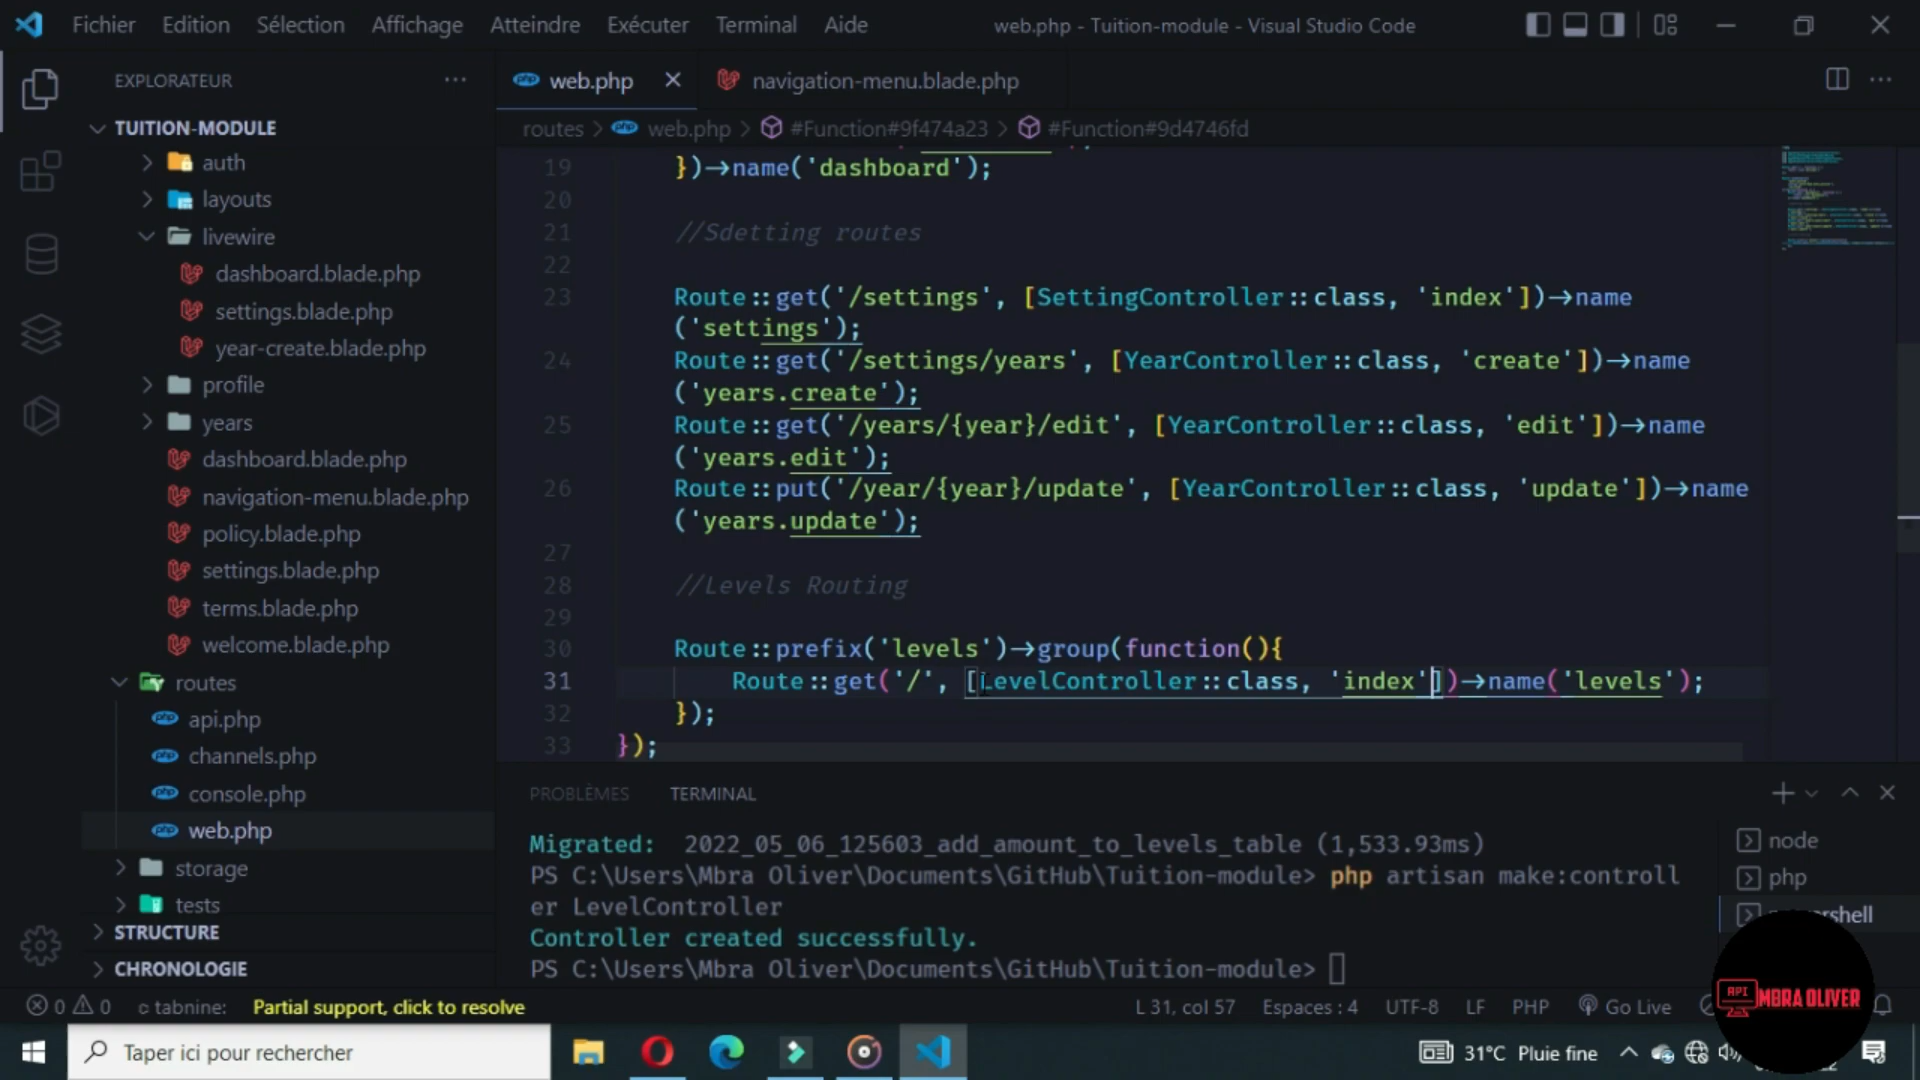 Fichier Edition Sélection Affichage Atteindre Exécuter Terminal Aide web.php - Tuition-module - Visual Studio Code
EXPLORATEUR
TUITION-MODULE
auth
layouts
livewire
dashboard.blade.php
settings.blade.php
year-create.blade.php
profile
years
dashboard.blade.php
navigation-menu.blade.php
policy.blade.php
settings.blade.php
terms.blade.php
welcome.blade.php
routes
api.php
channels.php
console.php
web.php
storage
tests
STRUCTURE
CHRONOLOGIE
web.php navigation-menu.blade.php
routes > web.php > #Function#9f474a23 > #Function#9d4746fd
19 })->name('dashboard');
20
21 //Sdetting routes
22
23 Route::get('/settings', [SettingController::class, 'index'])->name
('settings');
24 Route::get('/settings/years', [YearController::class, 'create'])->name
('years.create');
25 Route::get('/years/{year}/edit', [YearController::class, 'edit'])->name
('years.edit');
26 Route::put('/year/{year}/update', [YearController::class, 'update'])->name
('years.update');
27
28 //Levels Routing
29
30 Route::prefix('levels')->group(function(){
31 Route::get('/', [LevelController::class, 'index'])->name('levels');
32 });
33 });
PROBLÈMES TERMINAL
Migrated: 2022_05_06_125603_add_amount_to_levels_table (1,533.93ms)
PS C:\Users\Mbra Oliver\Documents\GitHub\Tuition-module> php artisan make:controll
er LevelController
Controller created successfully.
PS C:\Users\Mbra Oliver\Documents\GitHub\Tuition-module>
node
php
0 0 tabnine: Partial support, click to resolve L 31, col 57 Espaces : 4 UTF-8 LF PHP Go Live
API MBRA OLIVER
Taper ici pour rechercher 31°C Pluie fine